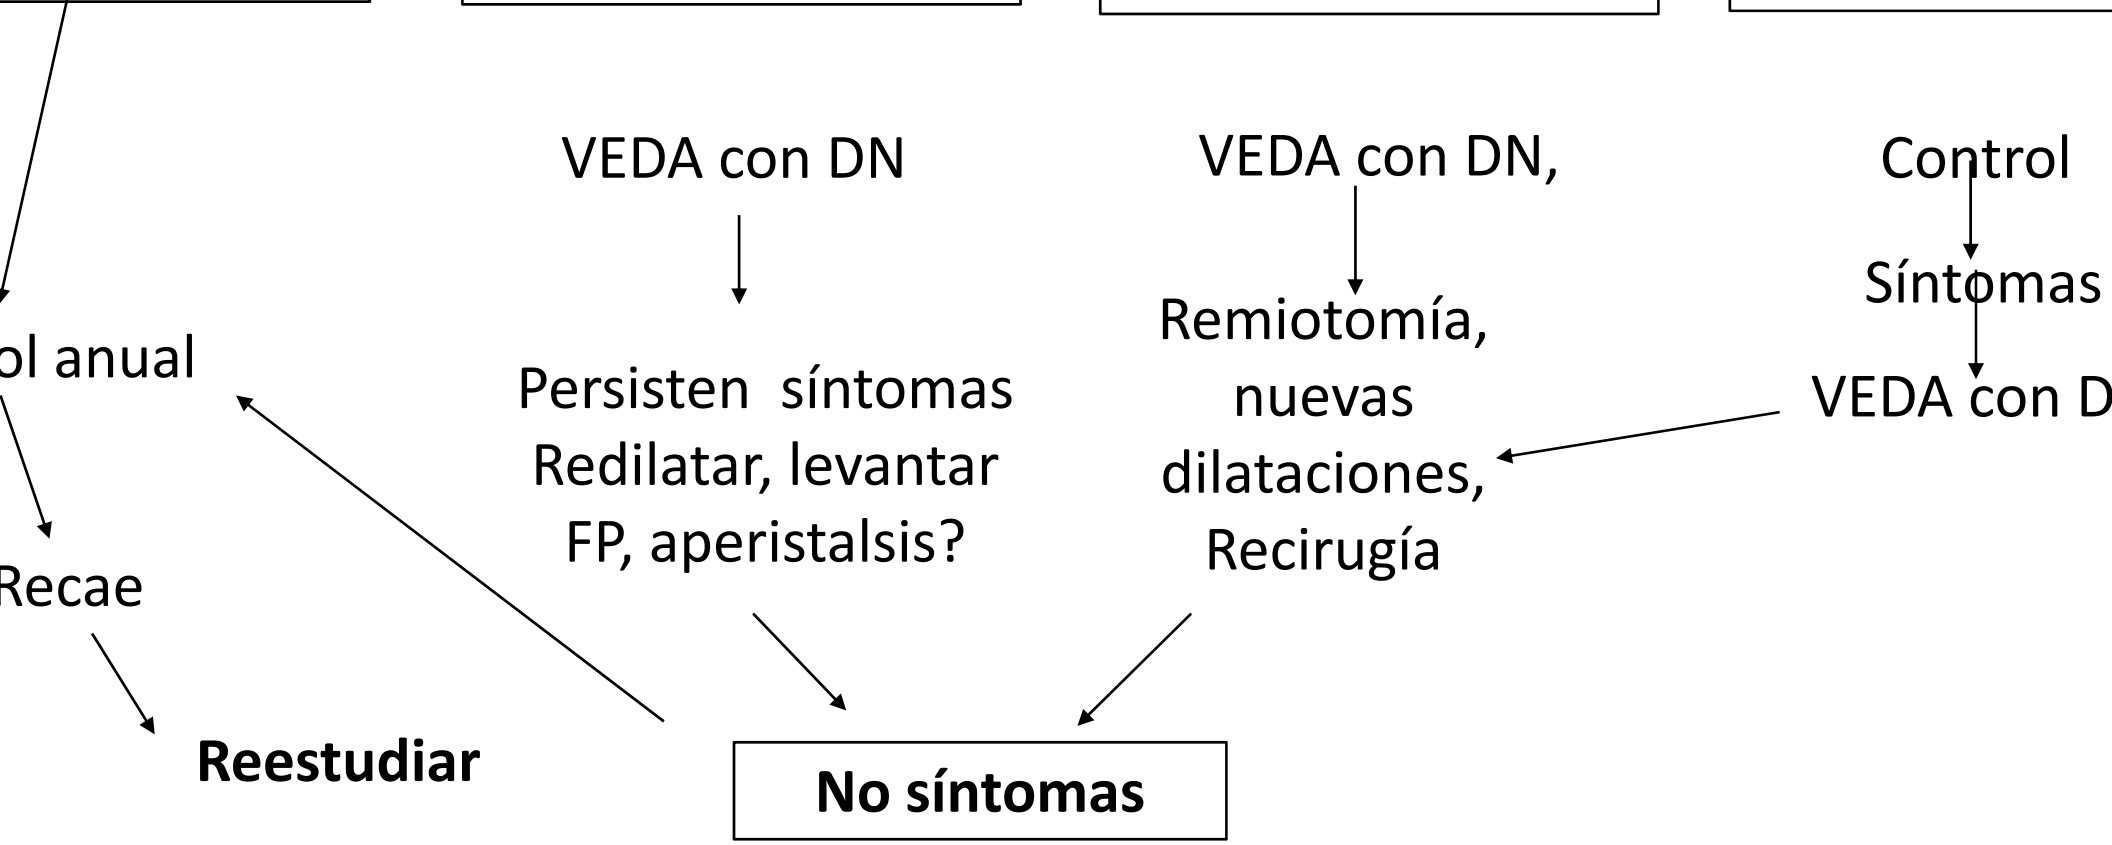 VEDA con DN
VEDA con DN,
Control
Síntomas
Remiotomía,
ol anual
Persisten síntomas
nuevas
VEDA con D
Redilatar, levantar
dilataciones,
FP, aperistalsis?
Recirugía
Recae
Reestudiar
No síntomas